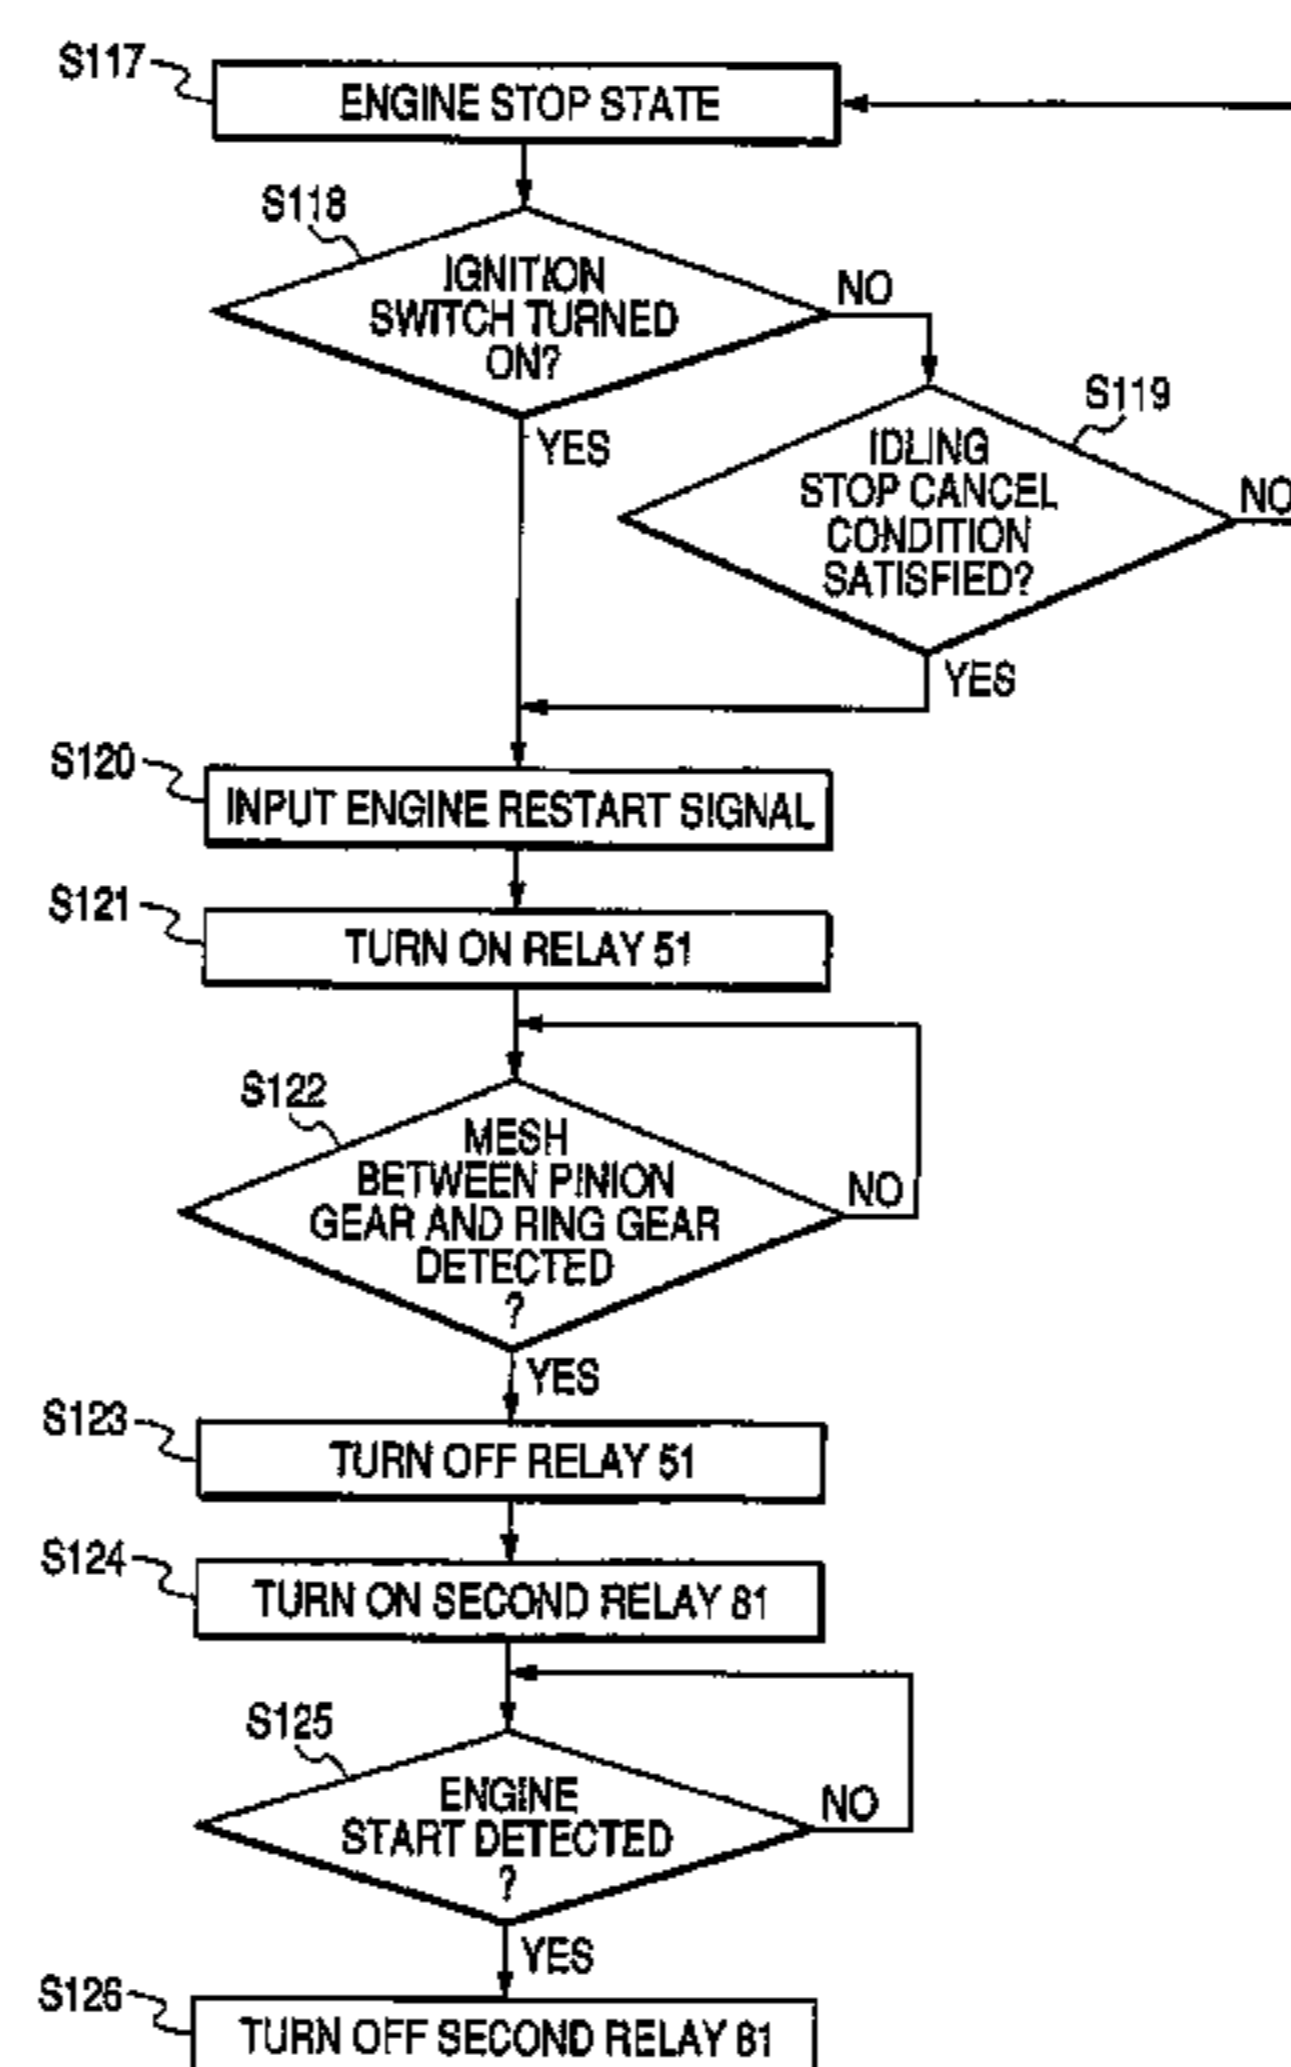 S117
ENGINE STOP STATE
S118
IGNITION
SWITCH TURNED
ON?
NO
YES
S119
IDLING
STOP CANCEL
CONDITION
SATISFIED?
NO
YES
S120
INPUT ENGINE RESTART SIGNAL
S121
TURN ON RELAY 51
S122
MESH
BETWEEN PINION
GEAR AND RING GEAR
DETECTED
?
NO
YES
S123
TURN OFF RELAY 51
S124
TURN ON SECOND RELAY 81
S125
ENGINE
START DETECTED
?
NO
YES
S126
TURN OFF SECOND RELAY 81